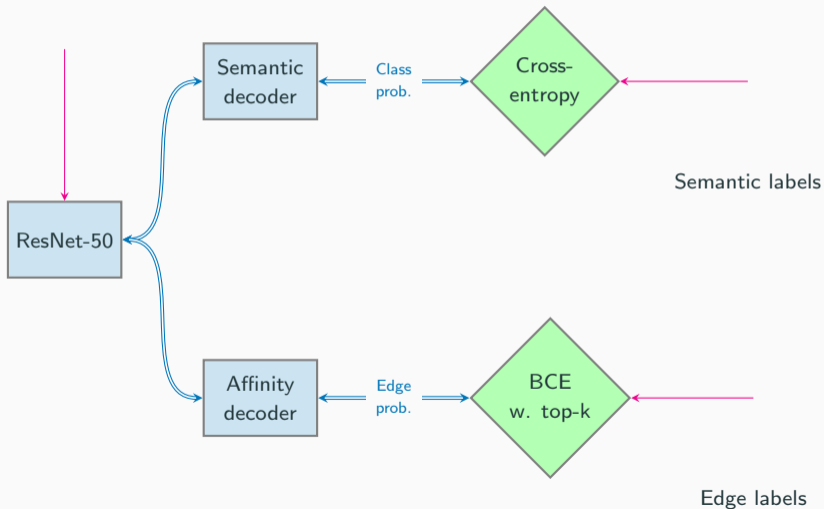 Semantic
decoder
Class
prob.
Cross-
entropy
Semantic labels
ResNet-50
Affinity
decoder
Edge
prob.
BCE
w. top-k
Edge labels